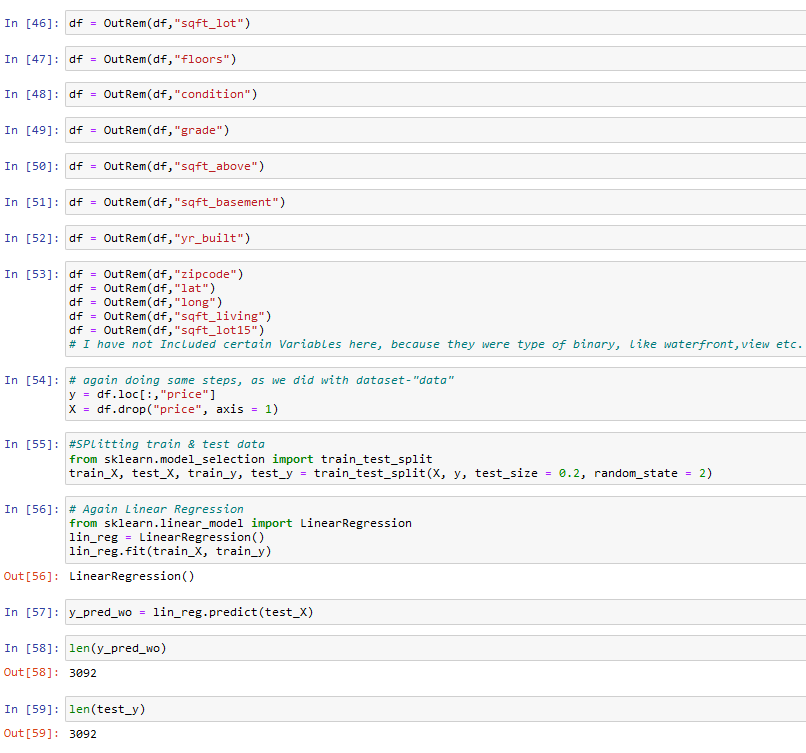 In [46]: df = OutRem(df,"sqft_lot")
In [47]: df = OutRem(df,"floors")
In [48]: df = OutRem(df,"condition")
In [49]: df = OutRem(df,"grade")
In [50]: df = OutRem(df,"sqft_above")
In [51]: df = OutRem(df,"sqft_basement")
In [52]: df = OutRem(df,"yr_built")
In [53]: df = OutRem(df,"zipcode")
df = OutRem(df,"lat")
df = OutRem(df,"long")
df = OutRem(df,"sqft_living")
df = OutRem(df,"sqft_lot15")
# I have not Included certain Variables here, because they were type of binary, like waterfront,view etc.
In [54]: # again doing same steps, as we did with dataset-"data"
y = df.loc[:,"price"]
X = df.drop("price", axis = 1)
In [55]: #SPlitting train & test data
from sklearn.model_selection import train_test_split
train_X, test_X, train_y, test_y = train_test_split(X, y, test_size = 0.2, random_state = 2)
In [56]: # Again Linear Regression
from sklearn.linear_model import LinearRegression
lin_reg = LinearRegression()
lin_reg.fit(train_X, train_y)
Out[56]: LinearRegression()
In [57]: y_pred_wo = lin_reg.predict(test_X)
In [58]: len(y_pred_wo)
Out[58]: 3092
In [59]: len(test_y)
Out[59]: 3092